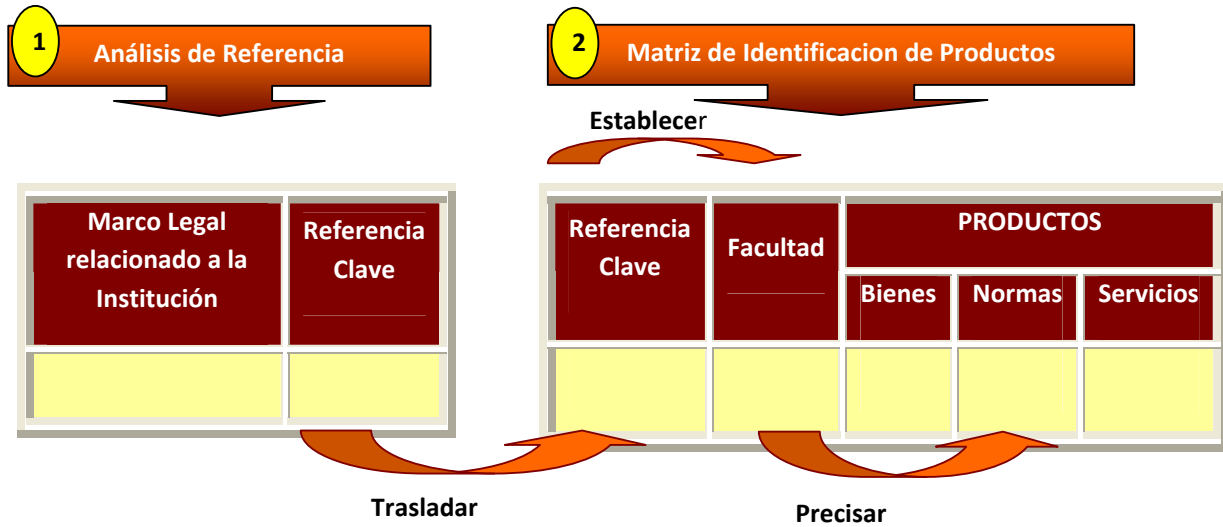 1
Análisis de Referencia
2
Matriz de Identificacion de Productos
Establecer
Marco Legal
relacionado a la
Institución
Referencia
Clave
Referencia
Clave
Facultad
PRODUCTOS
Bienes
Normas
Servicios
Trasladar
Precisar